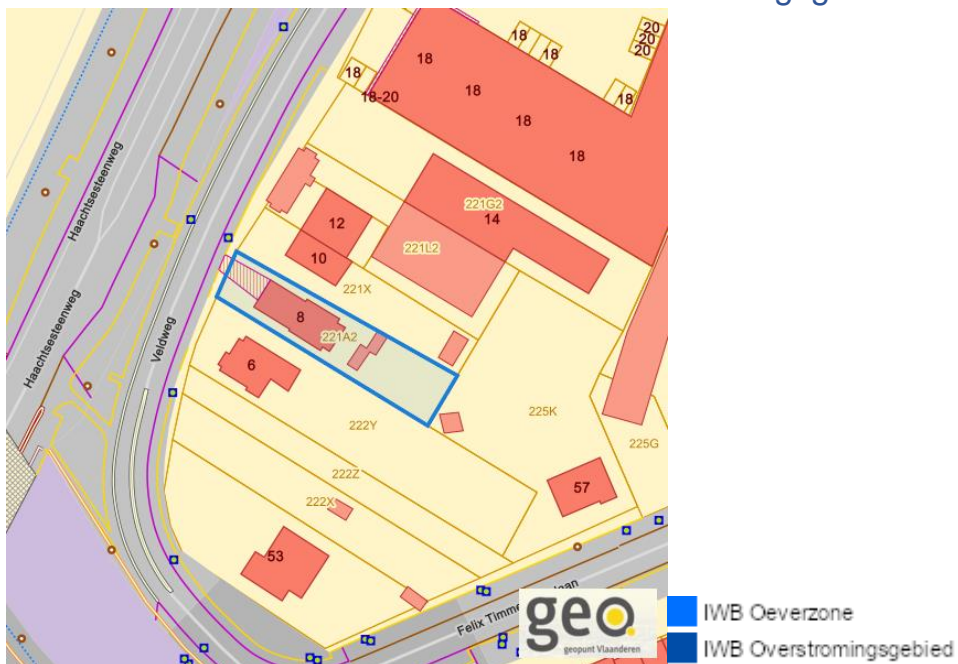 18
18
18
18
18-20
18
18
18
18
18
20
20
20
221G2
14
12
221L2
10
221X
8
221A2
6
222Y
225K
225G
222Z
222X
57
53
Haachtsesteenweg
Haachtsesteenweg
Veldweg
Felix Timme
aan
geo.
geopunt Vlaanderen
IWB Oeverzone
IWB Overstromingsgebied